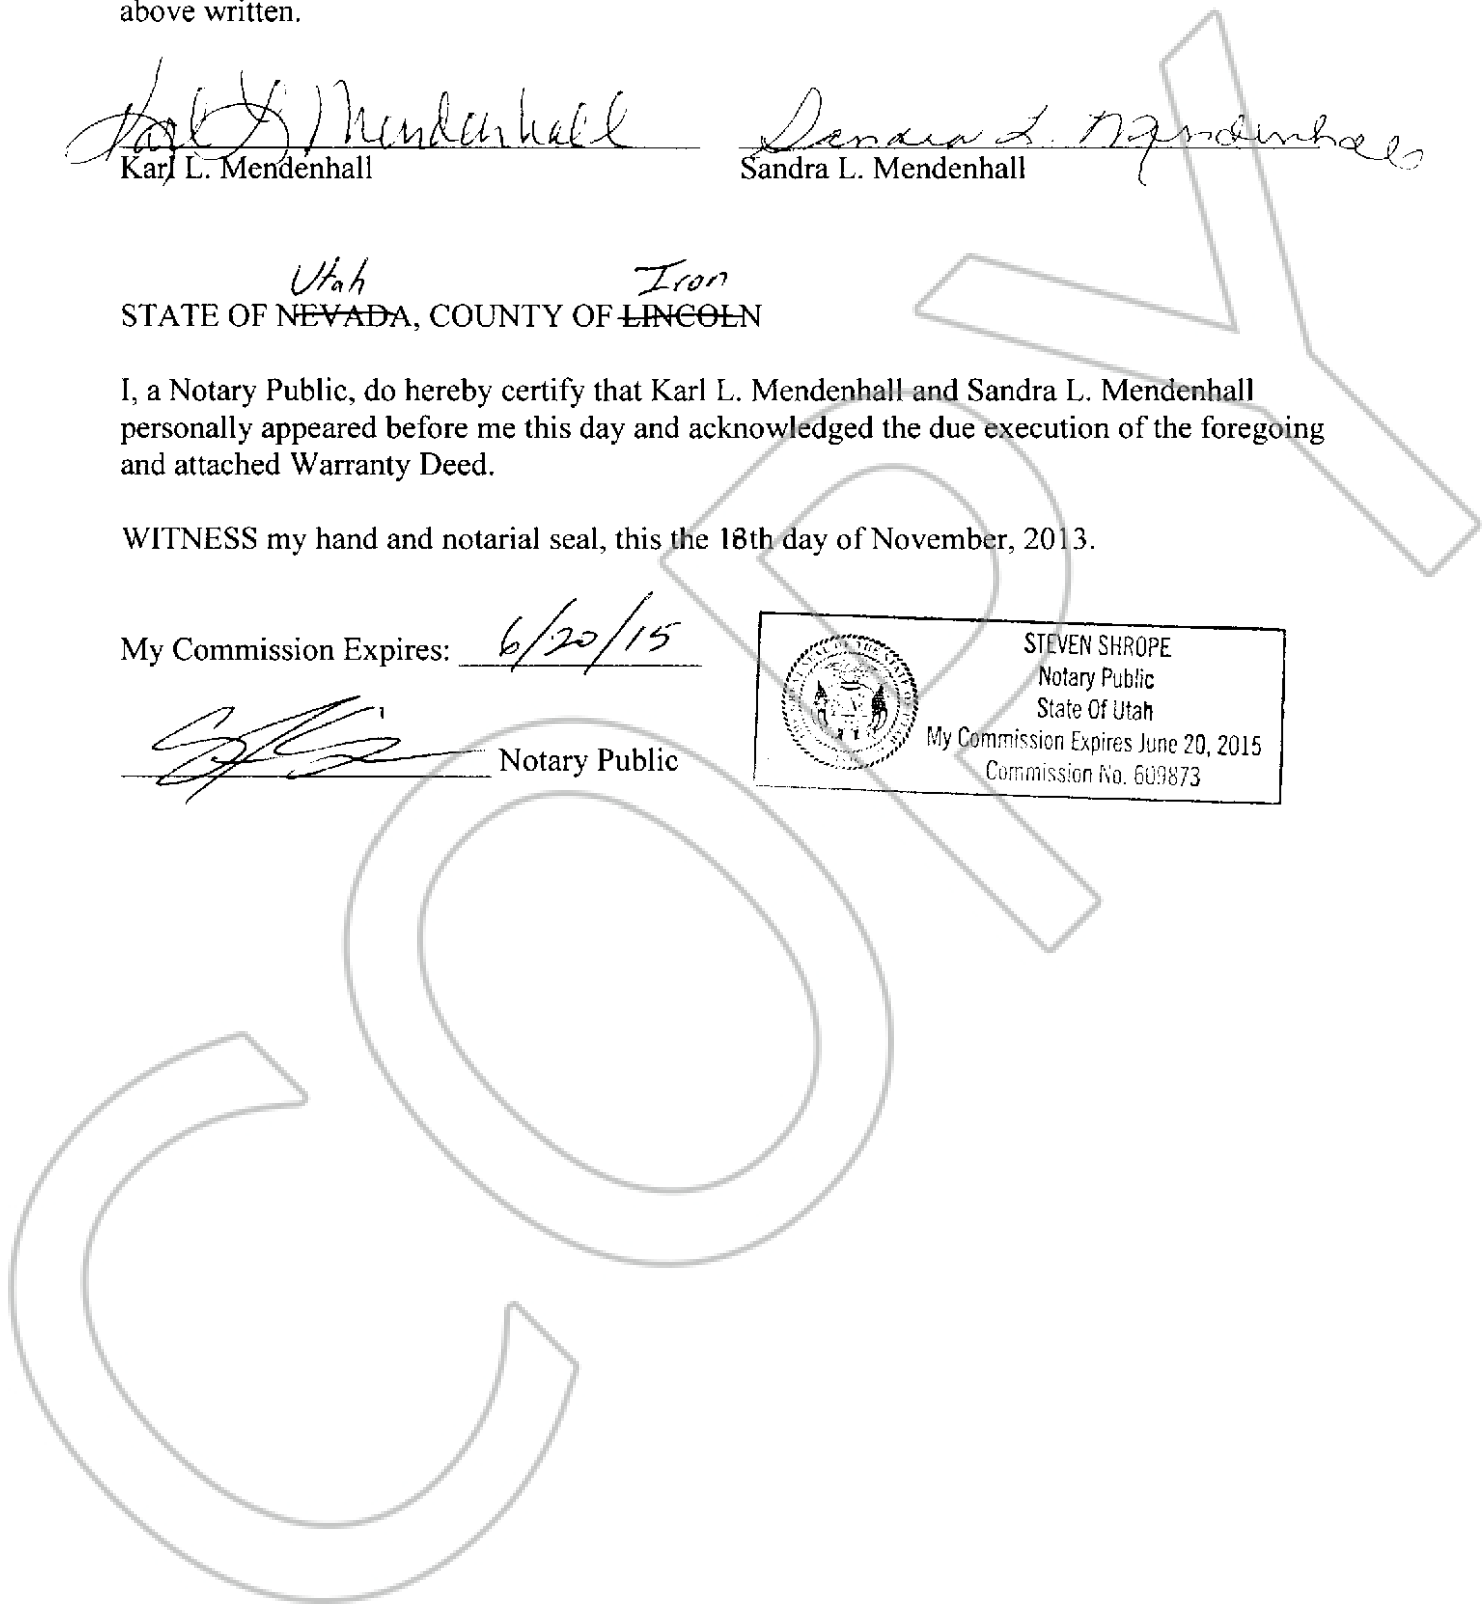 above written.
Karl L. Mendenhall Sandra L. Mendenhall
Karl L. Mendenhall Sandra L. Mendenhall
Utah Iron
STATE OF NEVADA, COUNTY OF LINCOLN
I, a Notary Public, do hereby certify that Karl L. Mendenhall and Sandra L. Mendenhall
personally appeared before me this day and acknowledged the due execution of the foregoing
and attached Warranty Deed.
WITNESS my hand and notarial seal, this the 18th day of November, 2013.
My Commission Expires: 6/20/15
Notary Public
STEVEN SHROPE
Notary Public
State Of Utah
My Commission Expires June 20, 2015
Commission No. 609873
COPY